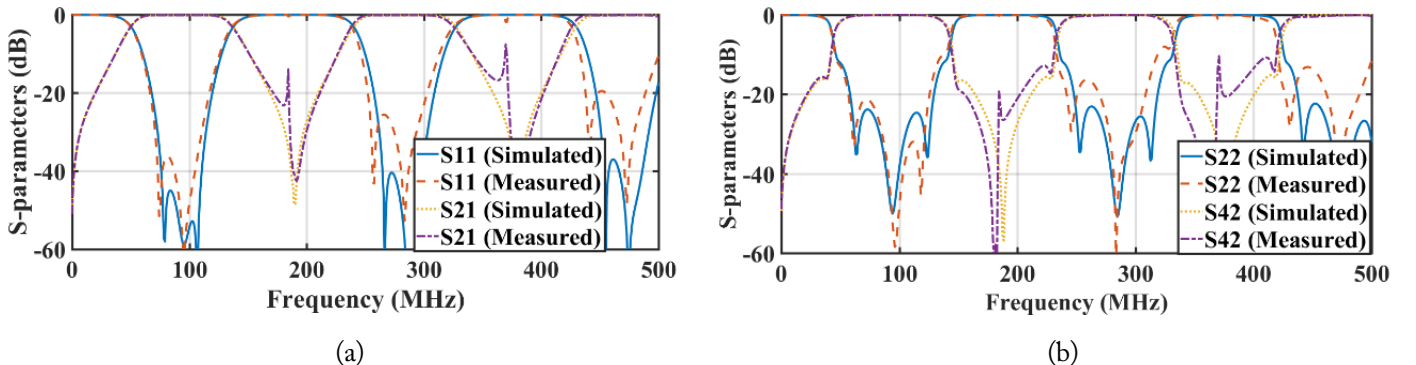 S-parameters (dB)
0
-20
-40
-60
0
100
200
300
400
500
Frequency (MHz)
S11 (Simulated)
S11 (Measured)
S21 (Simulated)
S21 (Measured)
(a)
S-parameters (dB)
0
-20
-40
-60
0
100
200
300
400
500
Frequency (MHz)
S22 (Simulated)
S22 (Measured)
S42 (Simulated)
S42 (Measured)
(b)